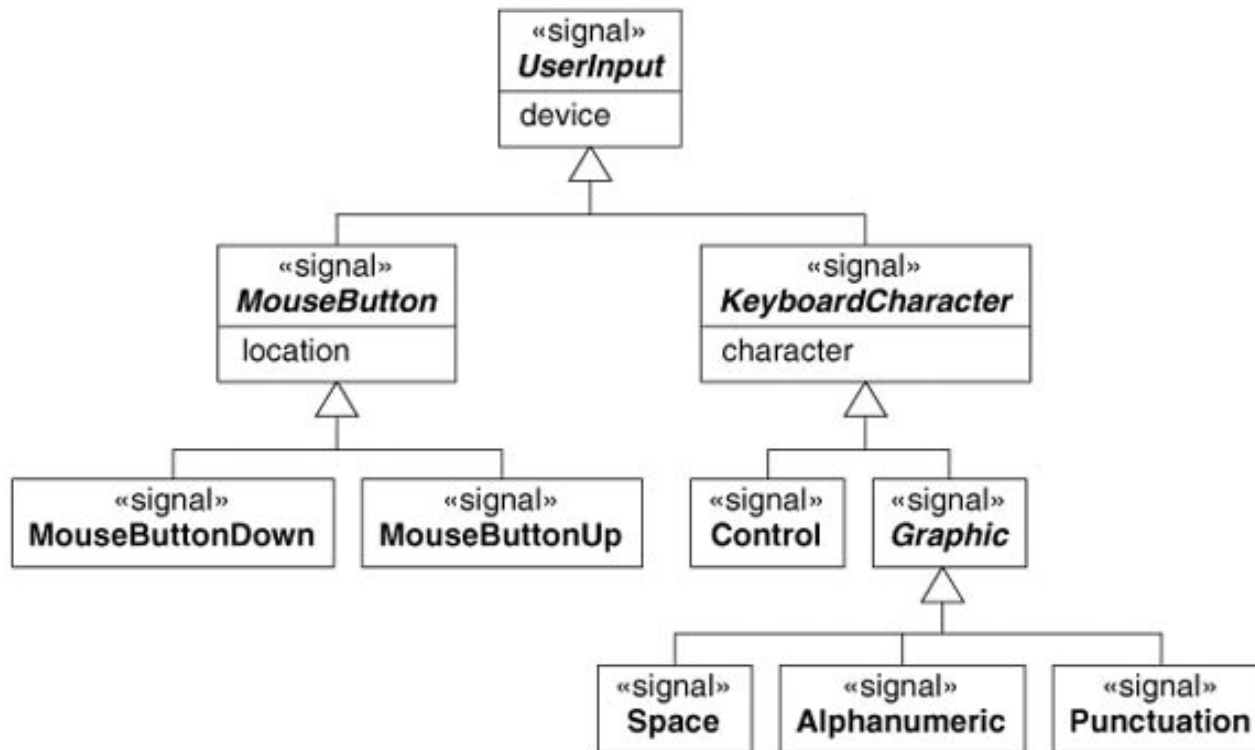 «signal»
UserInput
device
«signal»
MouseButton
location
«signal»
KeyboardCharacter
character
«signal»
MouseButtonDown
«signal»
MouseButtonUp
«signal»
Control
«signal»
Graphic
«signal»
Space
«signal»
Alphanumeric
«signal»
Punctuation